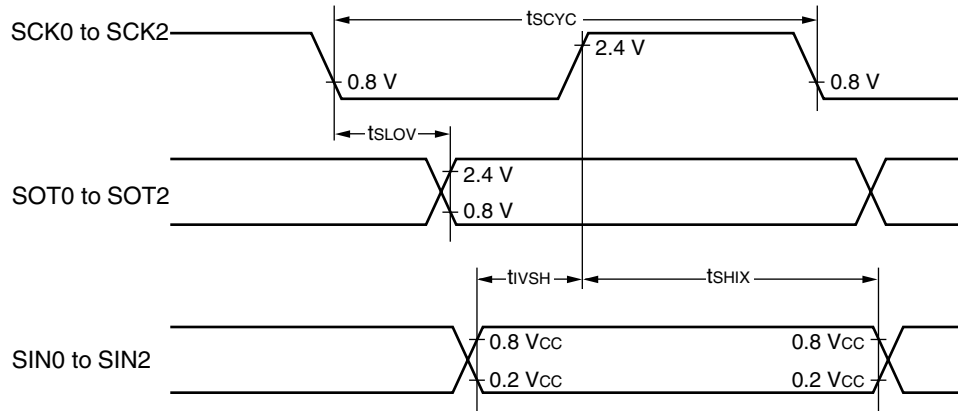 tSCYC
SCK0 to SCK2
2.4 V
0.8 V
0.8 V
tSLOV
SOT0 to SOT2
2.4 V
0.8 V
tIVSH
tSHIX
SIN0 to SIN2
0.8 VCC
0.8 VCC
0.2 VCC
0.2 VCC